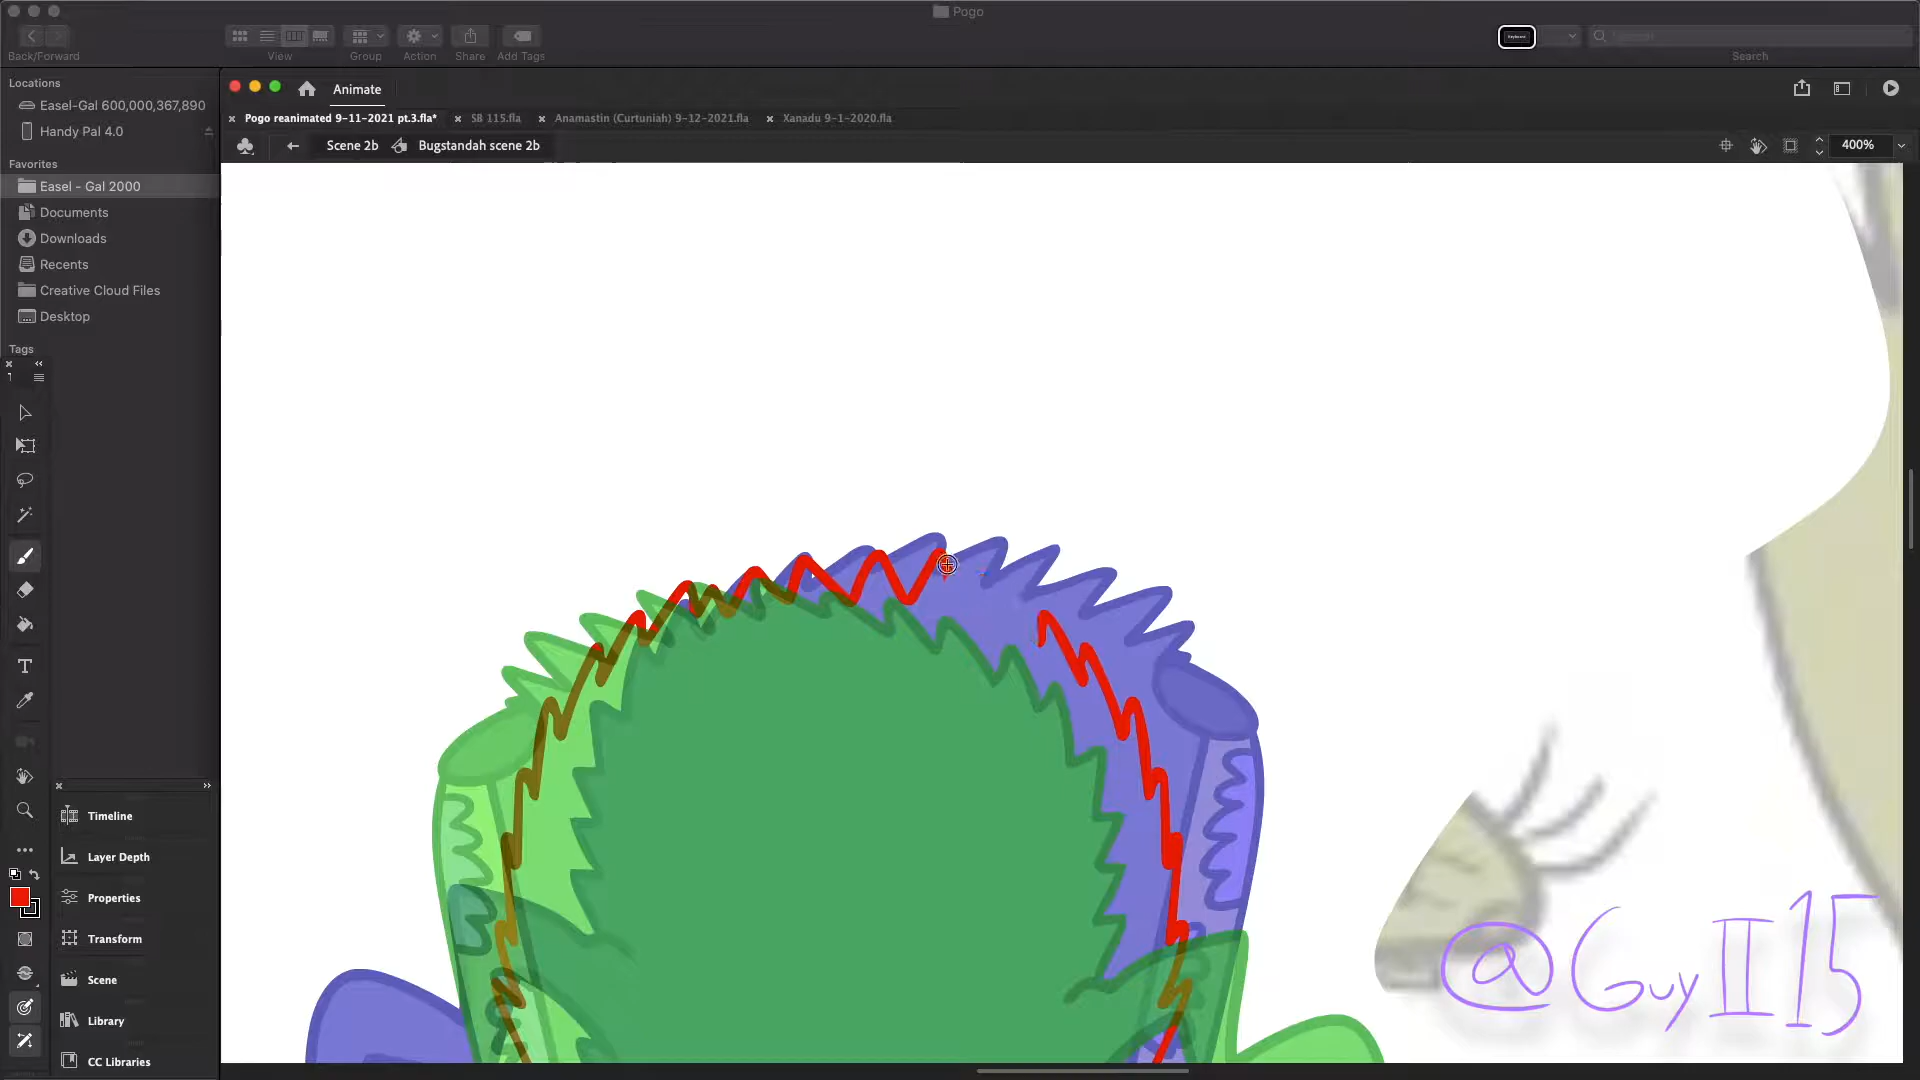 Pogo
Back/Forward
View
Group
Action
Share
Add Tags
Search
Locations
Easel-Gal 600,000,367,890
Handy Pal 4.0
Favorites
Easel - Gal 2000
Documents
Downloads
Recents
Creative Cloud Files
Desktop
Tags
Animate
Pogo reanimated 9-11-2021 pt.3.fla*
SB 115.fla
Anamastin (Curtuniah) 9-12-2021.fla
Xanadu 9-1-2020.fla
Scene 2b
Bugstandah scene 2b
400%
Timeline
Layer Depth
Properties
Transform
Scene
Library
CC Libraries
@GuyII15